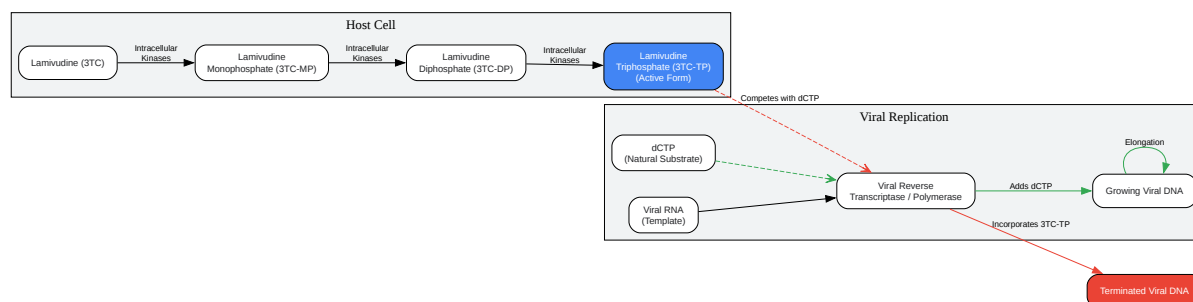 Host Cell
Lamivudine (3TC)
Intracellular
Kinases
Lamivudine
Monophosphate (3TC-MP)
Intracellular
Kinases
Lamivudine
Diphosphate (3TC-DP)
Intracellular
Kinases
Lamivudine
Triphosphate (3TC-TP)
(Active Form)
Competes with dCTP
Viral Replication
dCTP
(Natural Substrate)
Viral RNA
(Template)
Viral Reverse
Transcriptase / Polymerase
Adds dCTP
Elongation
Growing Viral DNA
Incorporates 3TC-TP
Terminated Viral DNA